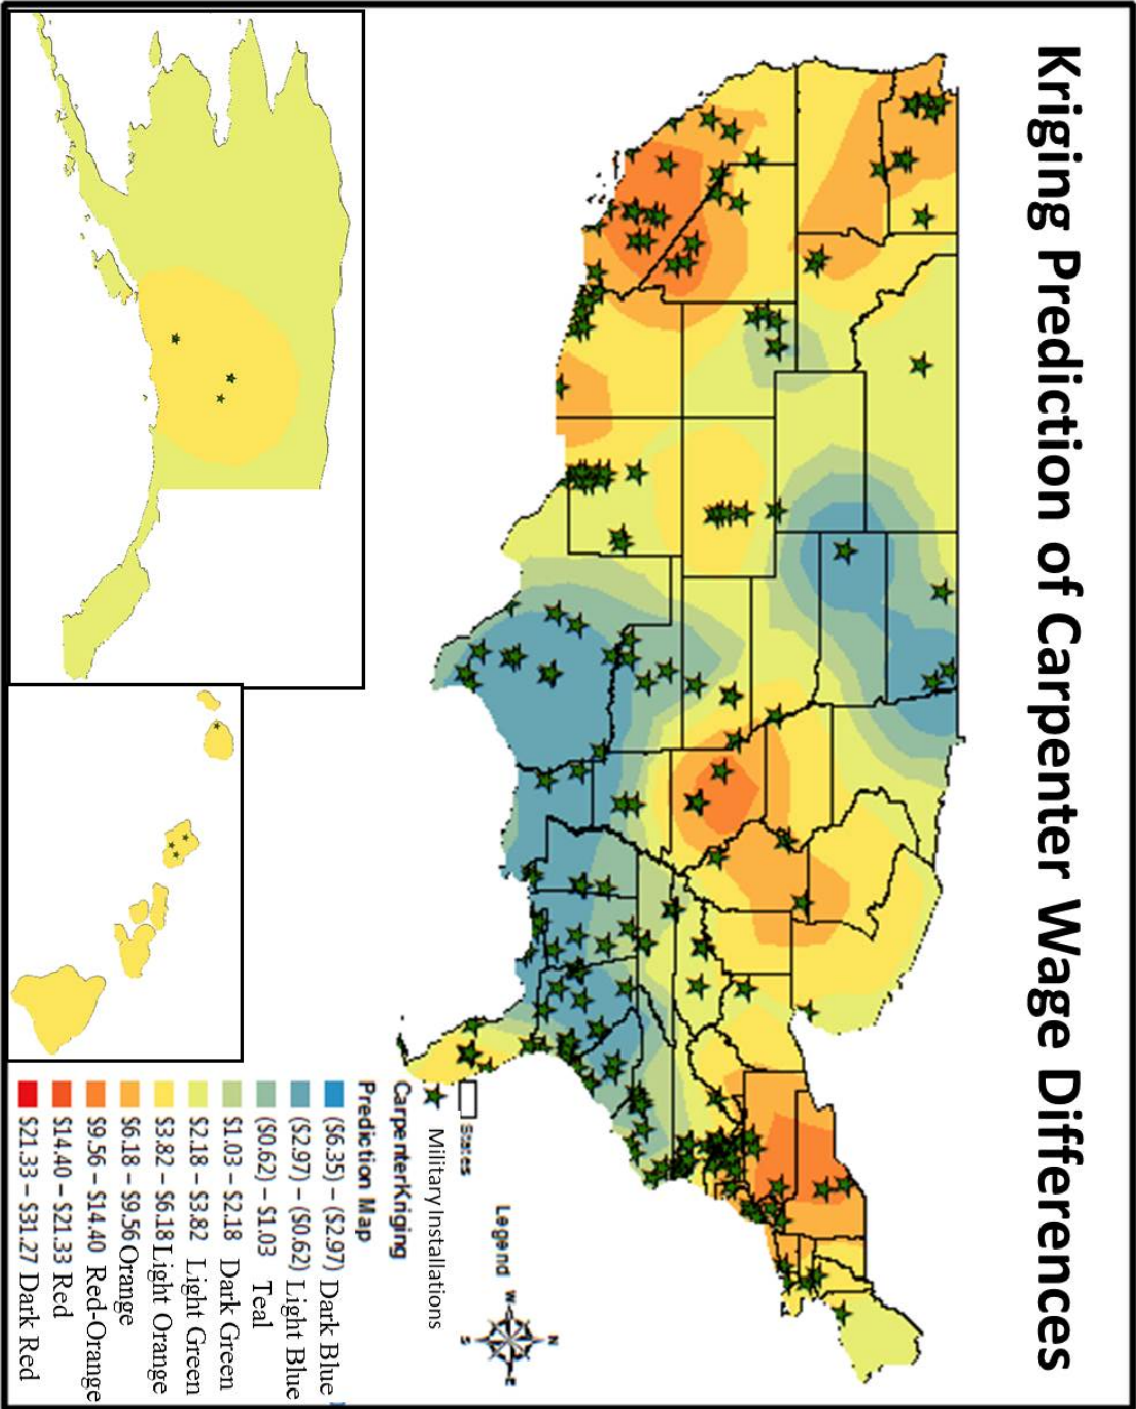 Kriging Prediction of Carpenter Wage Differences
Legend
N
W
E
S
States
Military Installations
CarpenterKriging
Prediction Map
($6.35) – ($2.97) Dark Blue
($2.97) – ($0.62) Light Blue
($0.62) – $1.03 Teal
$1.03 – $2.18 Dark Green
$2.18 – $3.82 Light Green
$3.82 – $6.18 Light Orange
$6.18 – $9.56 Orange
$9.56 – $14.40 Red-Orange
$14.40 – $21.33 Red
$21.33 – $31.27 Dark Red